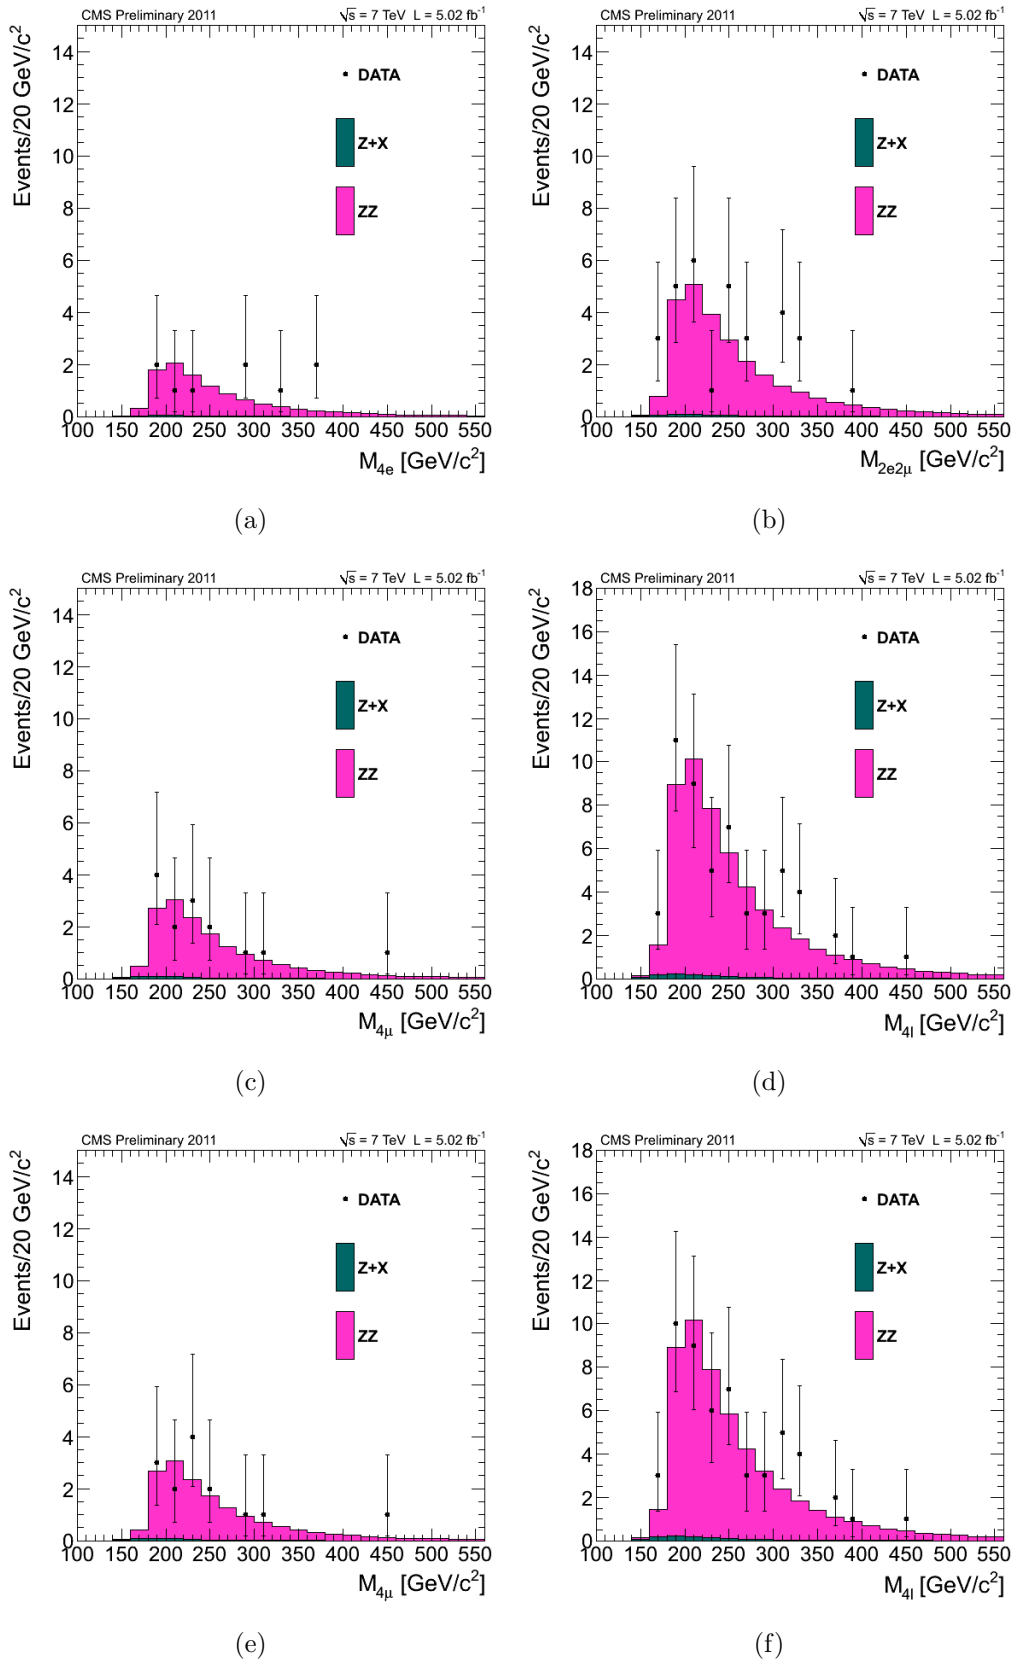 CMS Preliminary 2011 √s = 7 TeV L = 5.02 fb-1
Events/20 GeV/c2
14
12
10
8
6
4
2
0
DATA
Z+X
ZZ
100 150 200 250 300 350 400 450 500 550
M4e [GeV/c2]
(a)
CMS Preliminary 2011 √s = 7 TeV L = 5.02 fb-1
Events/20 GeV/c2
14
12
10
8
6
4
2
0
DATA
Z+X
ZZ
100 150 200 250 300 350 400 450 500 550
M2e2μ [GeV/c2]
(b)
CMS Preliminary 2011 √s = 7 TeV L = 5.02 fb-1
Events/20 GeV/c2
14
12
10
8
6
4
2
0
DATA
Z+X
ZZ
100 150 200 250 300 350 400 450 500 550
M4μ [GeV/c2]
(c)
CMS Preliminary 2011 √s = 7 TeV L = 5.02 fb-1
Events/20 GeV/c2
18
16
14
12
10
8
6
4
2
0
DATA
Z+X
ZZ
100 150 200 250 300 350 400 450 500 550
M4l [GeV/c2]
(d)
CMS Preliminary 2011 √s = 7 TeV L = 5.02 fb-1
Events/20 GeV/c2
14
12
10
8
6
4
2
0
DATA
Z+X
ZZ
100 150 200 250 300 350 400 450 500 550
M4μ [GeV/c2]
(e)
CMS Preliminary 2011 √s = 7 TeV L = 5.02 fb-1
Events/20 GeV/c2
18
16
14
12
10
8
6
4
2
0
DATA
Z+X
ZZ
100 150 200 250 300 350 400 450 500 550
M4l [GeV/c2]
(f)